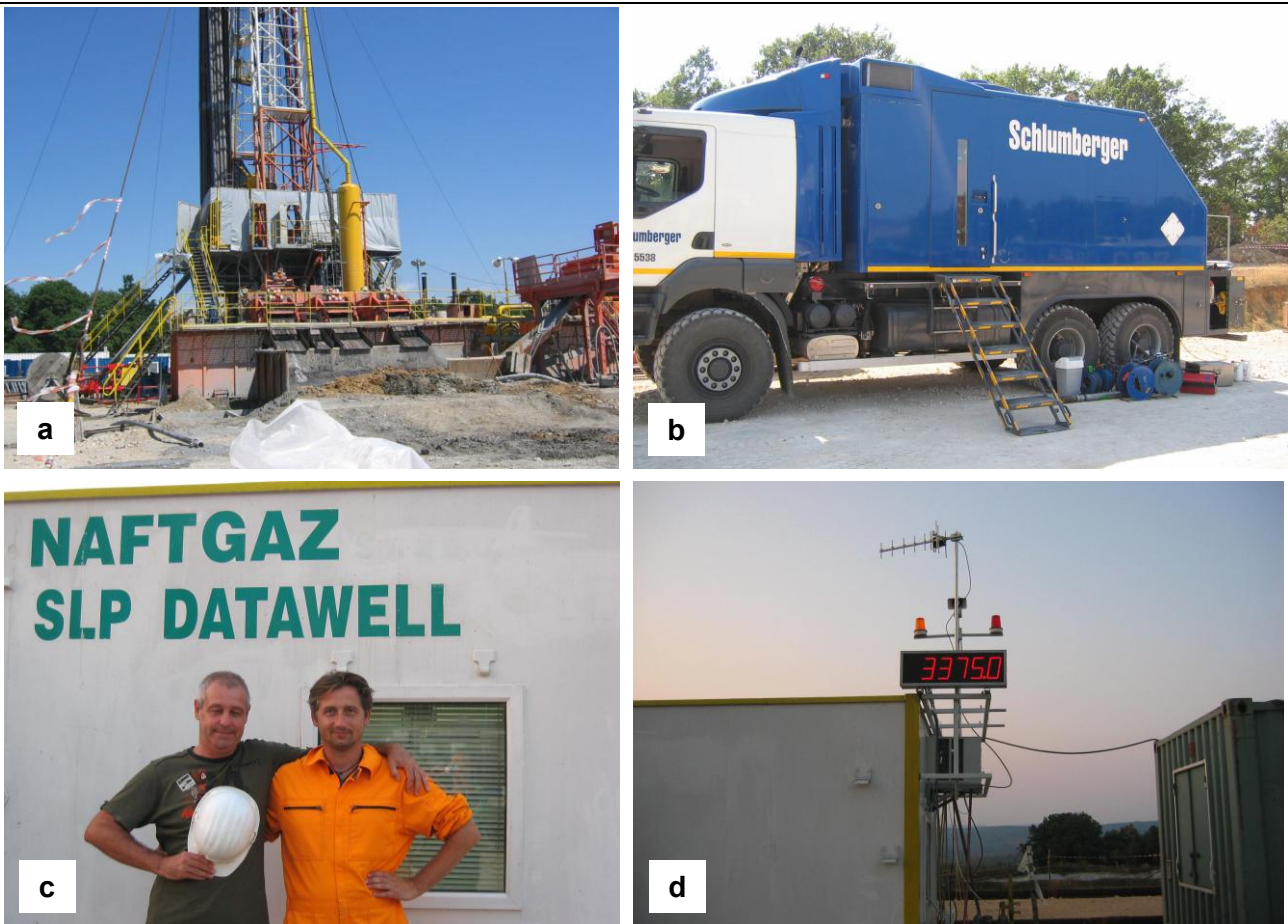 a
Schlumberger
umberger
5538
b
NAFTGAZ
SLP DATAWELL
c
3375.0
d